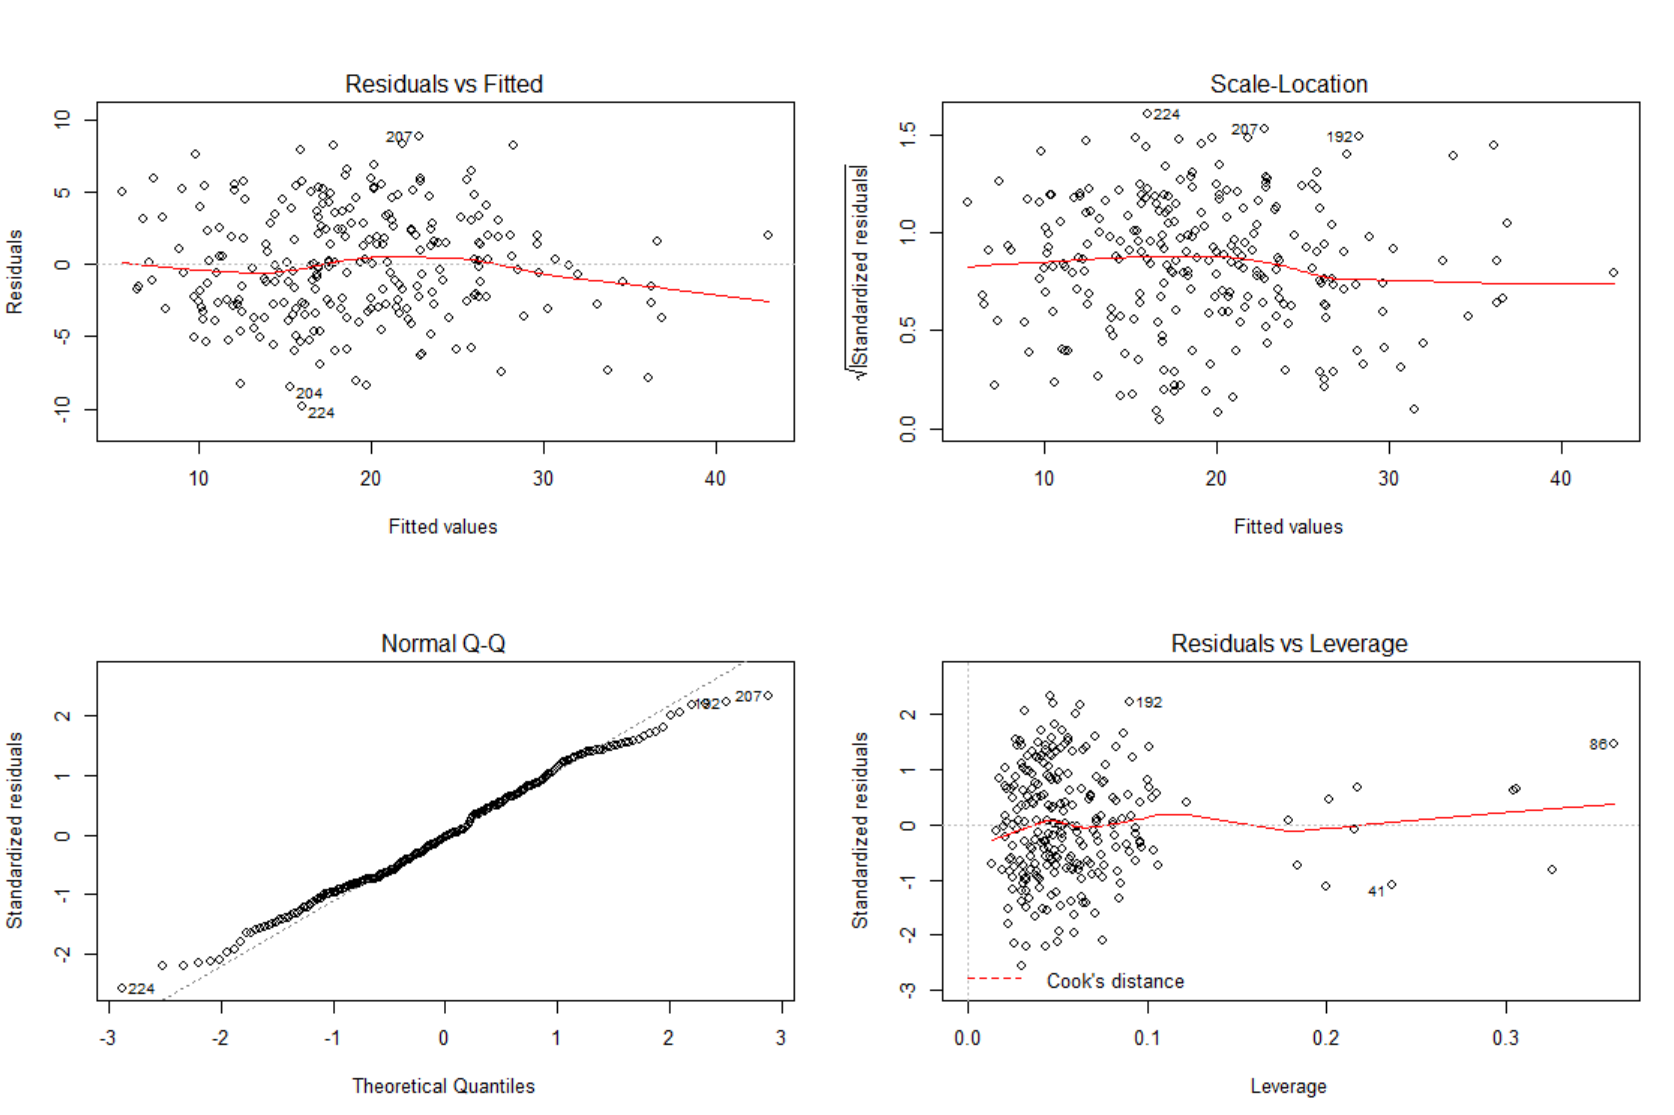 Residuals vs Fitted
Residuals
10
5
0
-5
-10
207
204
224
10 20 30 40
Fitted values
Scale-Location
√|Standardized residuals|
1.5
1.0
0.5
0.0
224
207
192
10 20 30 40
Fitted values
Normal Q-Q
Standardized residuals
2
1
0
-1
-2
192
207
224
-3 -2 -1 0 1 2 3
Theoretical Quantiles
Residuals vs Leverage
Standardized residuals
2
1
0
-1
-2
-3
192
86
41
Cook's distance
0.0 0.1 0.2 0.3
Leverage